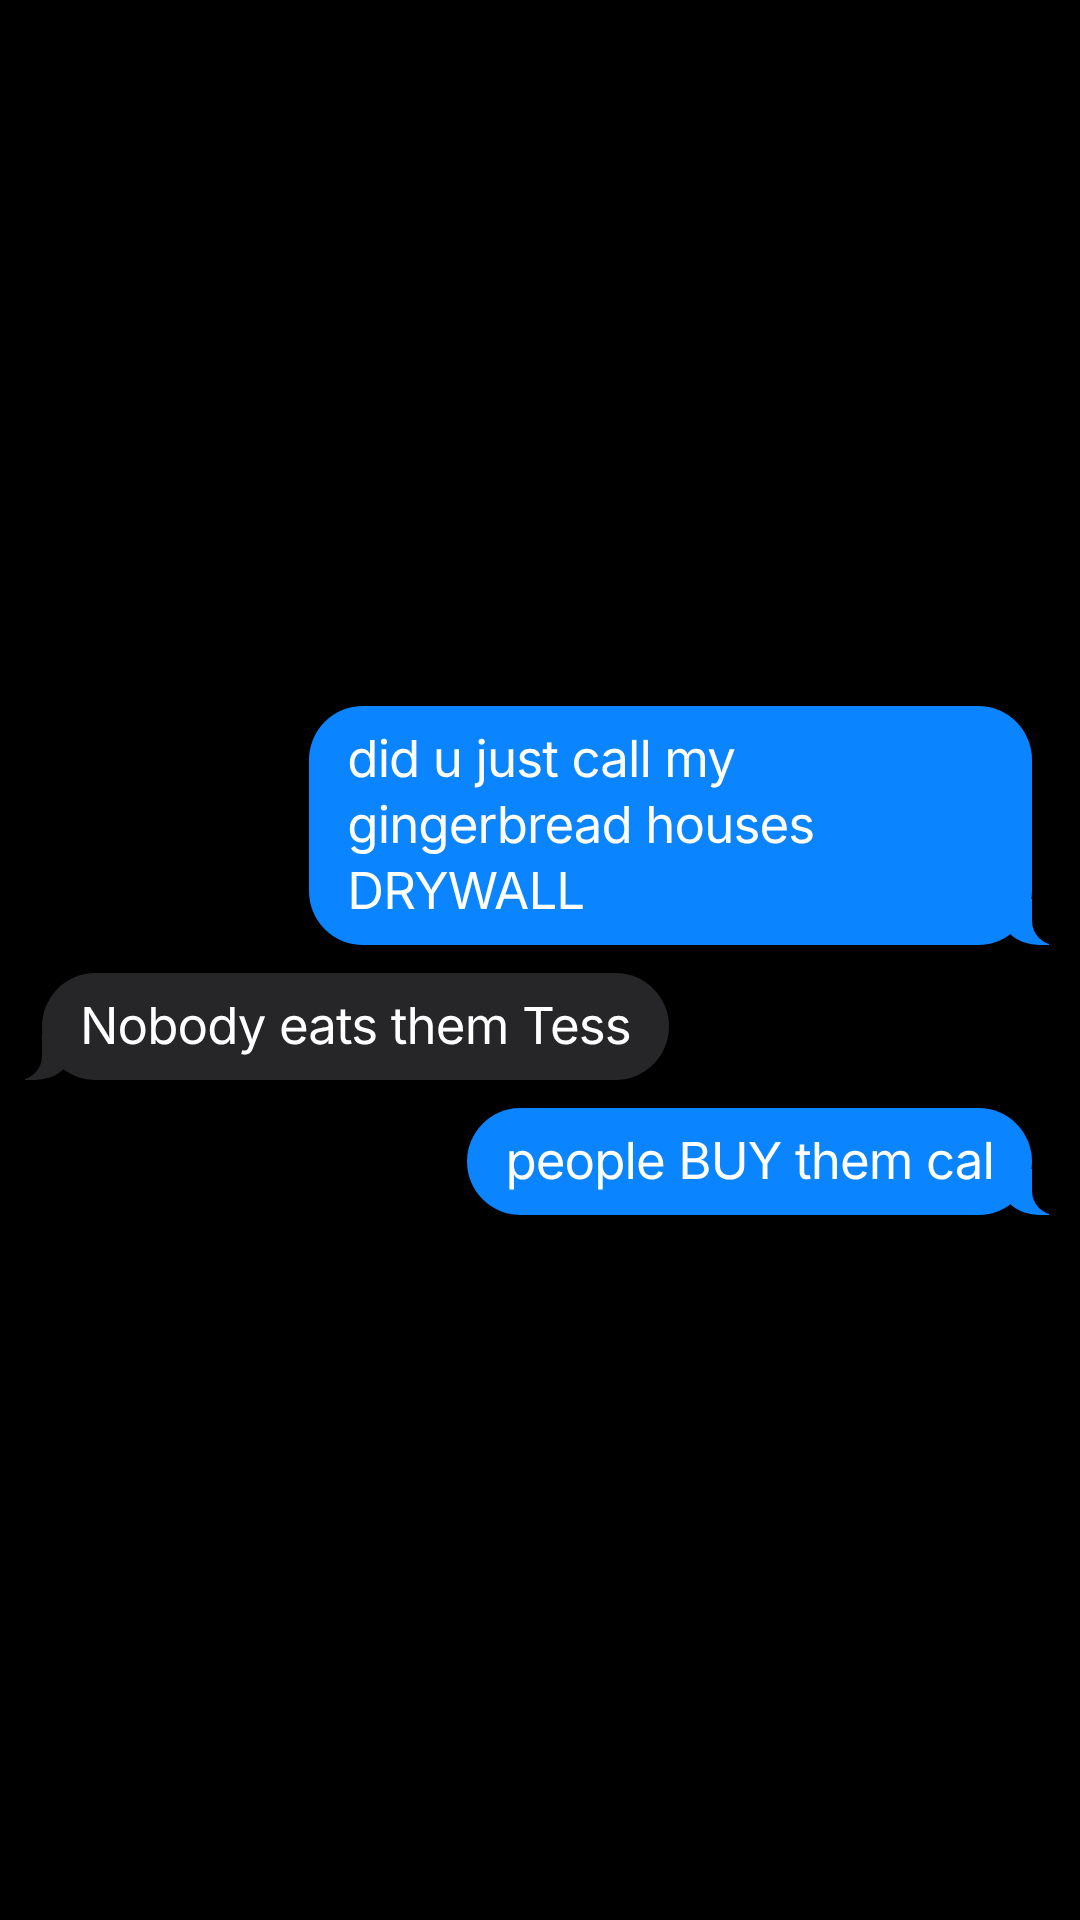 did u just call my
gingerbread houses
DRYWALL
Nobody eats them Tess
people BUY them cal